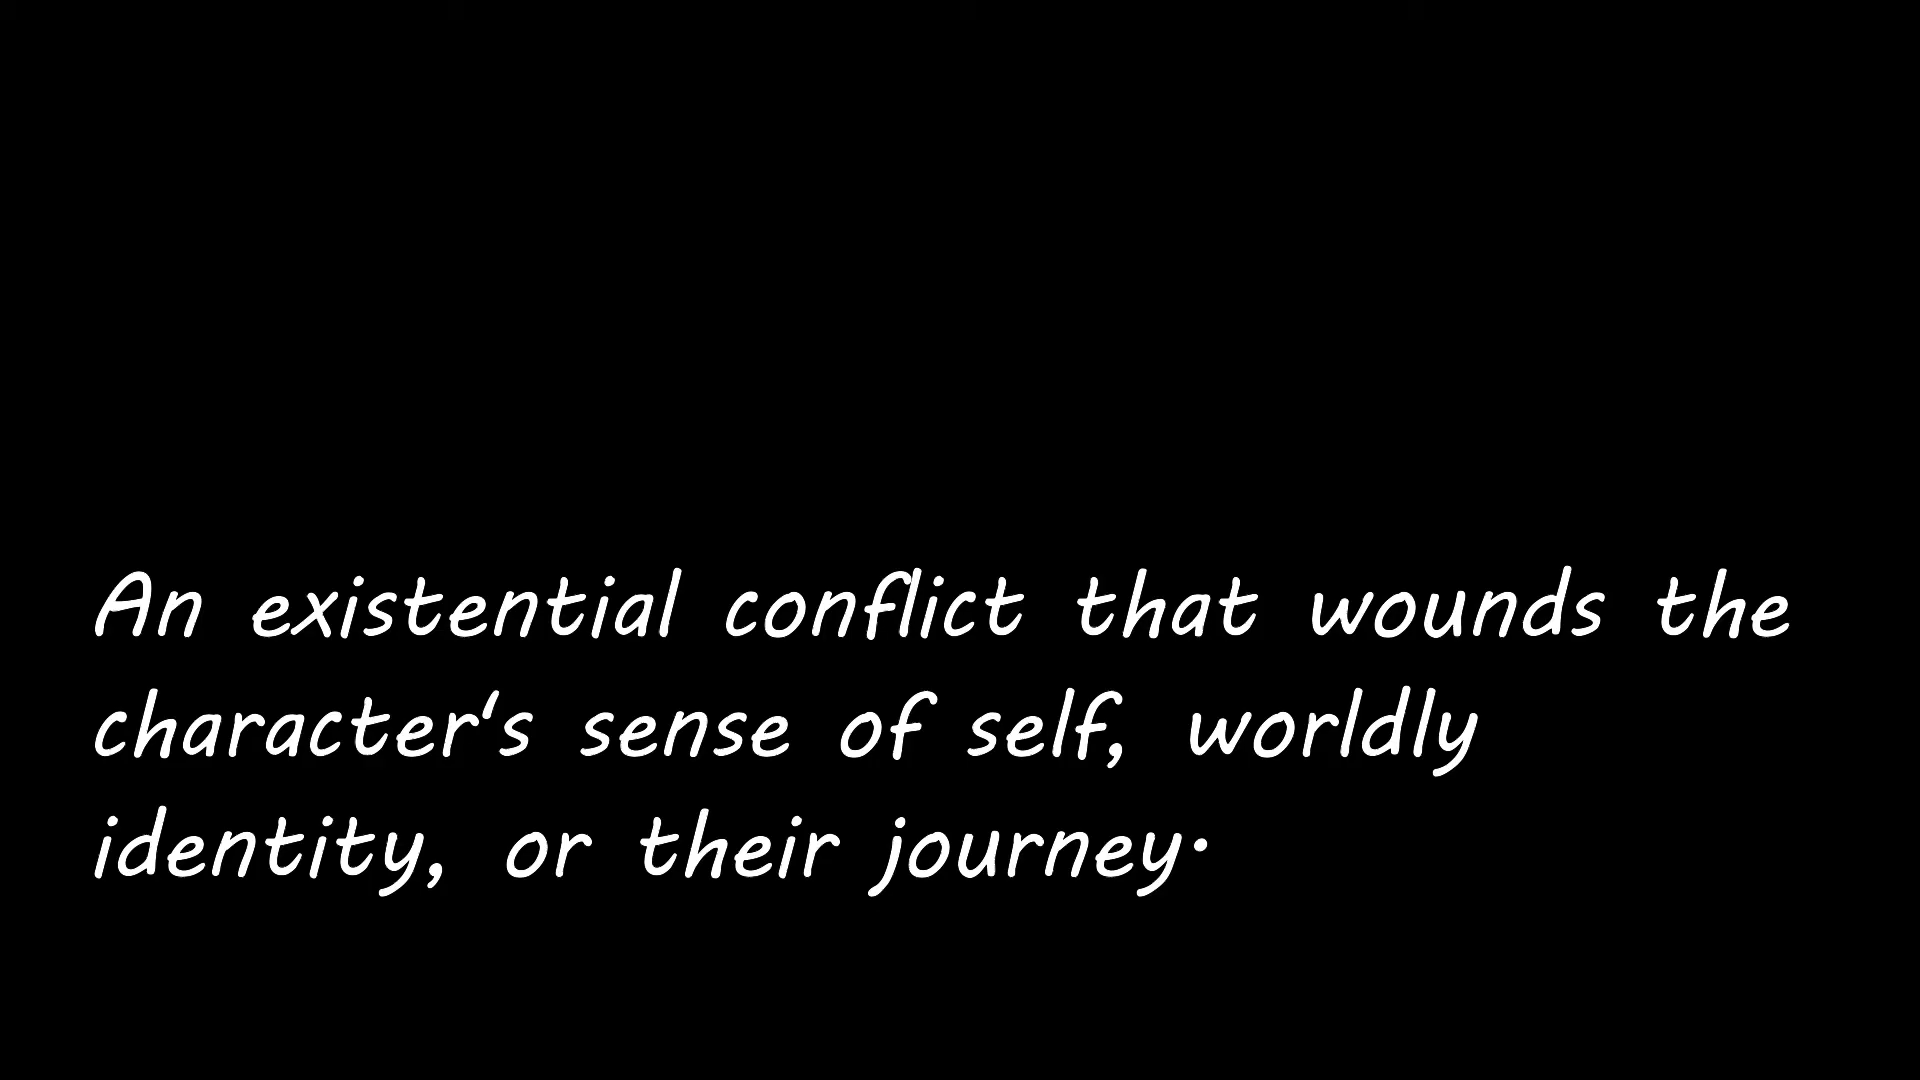 An existential conflict that wounds the
character's sense of self, worldly
identity, or their journey.